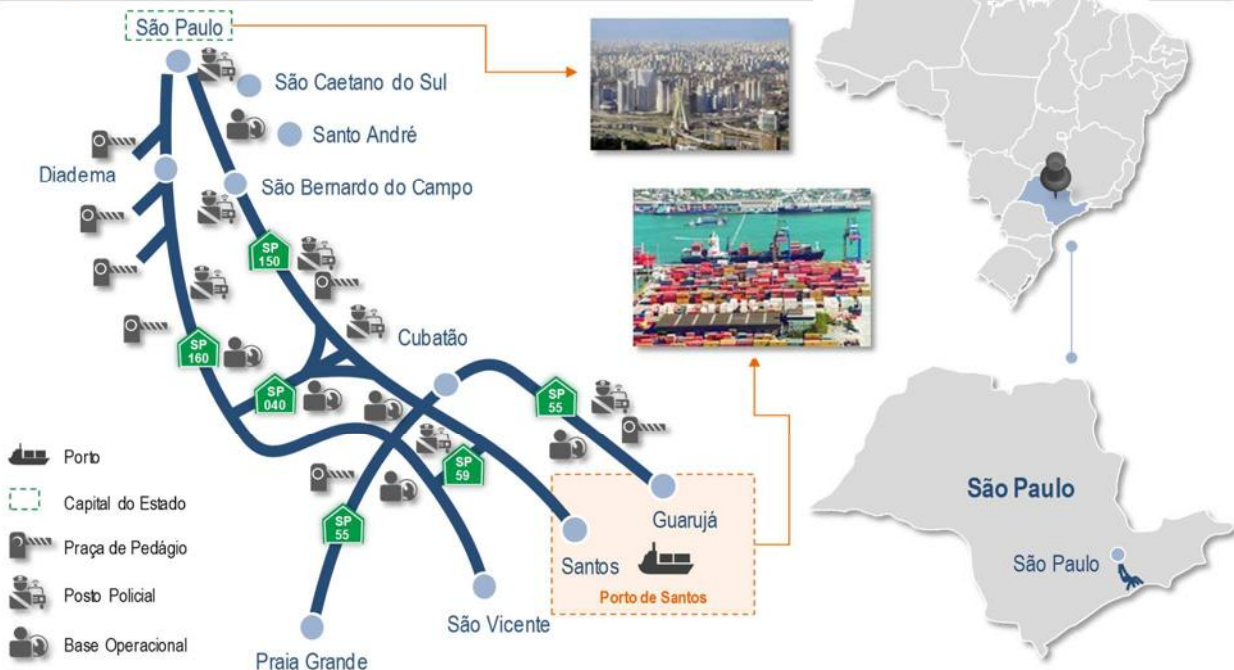 São Paulo
São Caetano do Sul
Santo André
Diadema
São Bernardo do Campo
SP
150
Cubatão
SP
160
SP
040
SP
55
SP
59
SP
55
Guarujá
Santos
Porto de Santos
São Vicente
Praia Grande
Porto
Capital do Estado
Praça de Pedágio
Posto Policial
Base Operacional
São Paulo
São Paulo